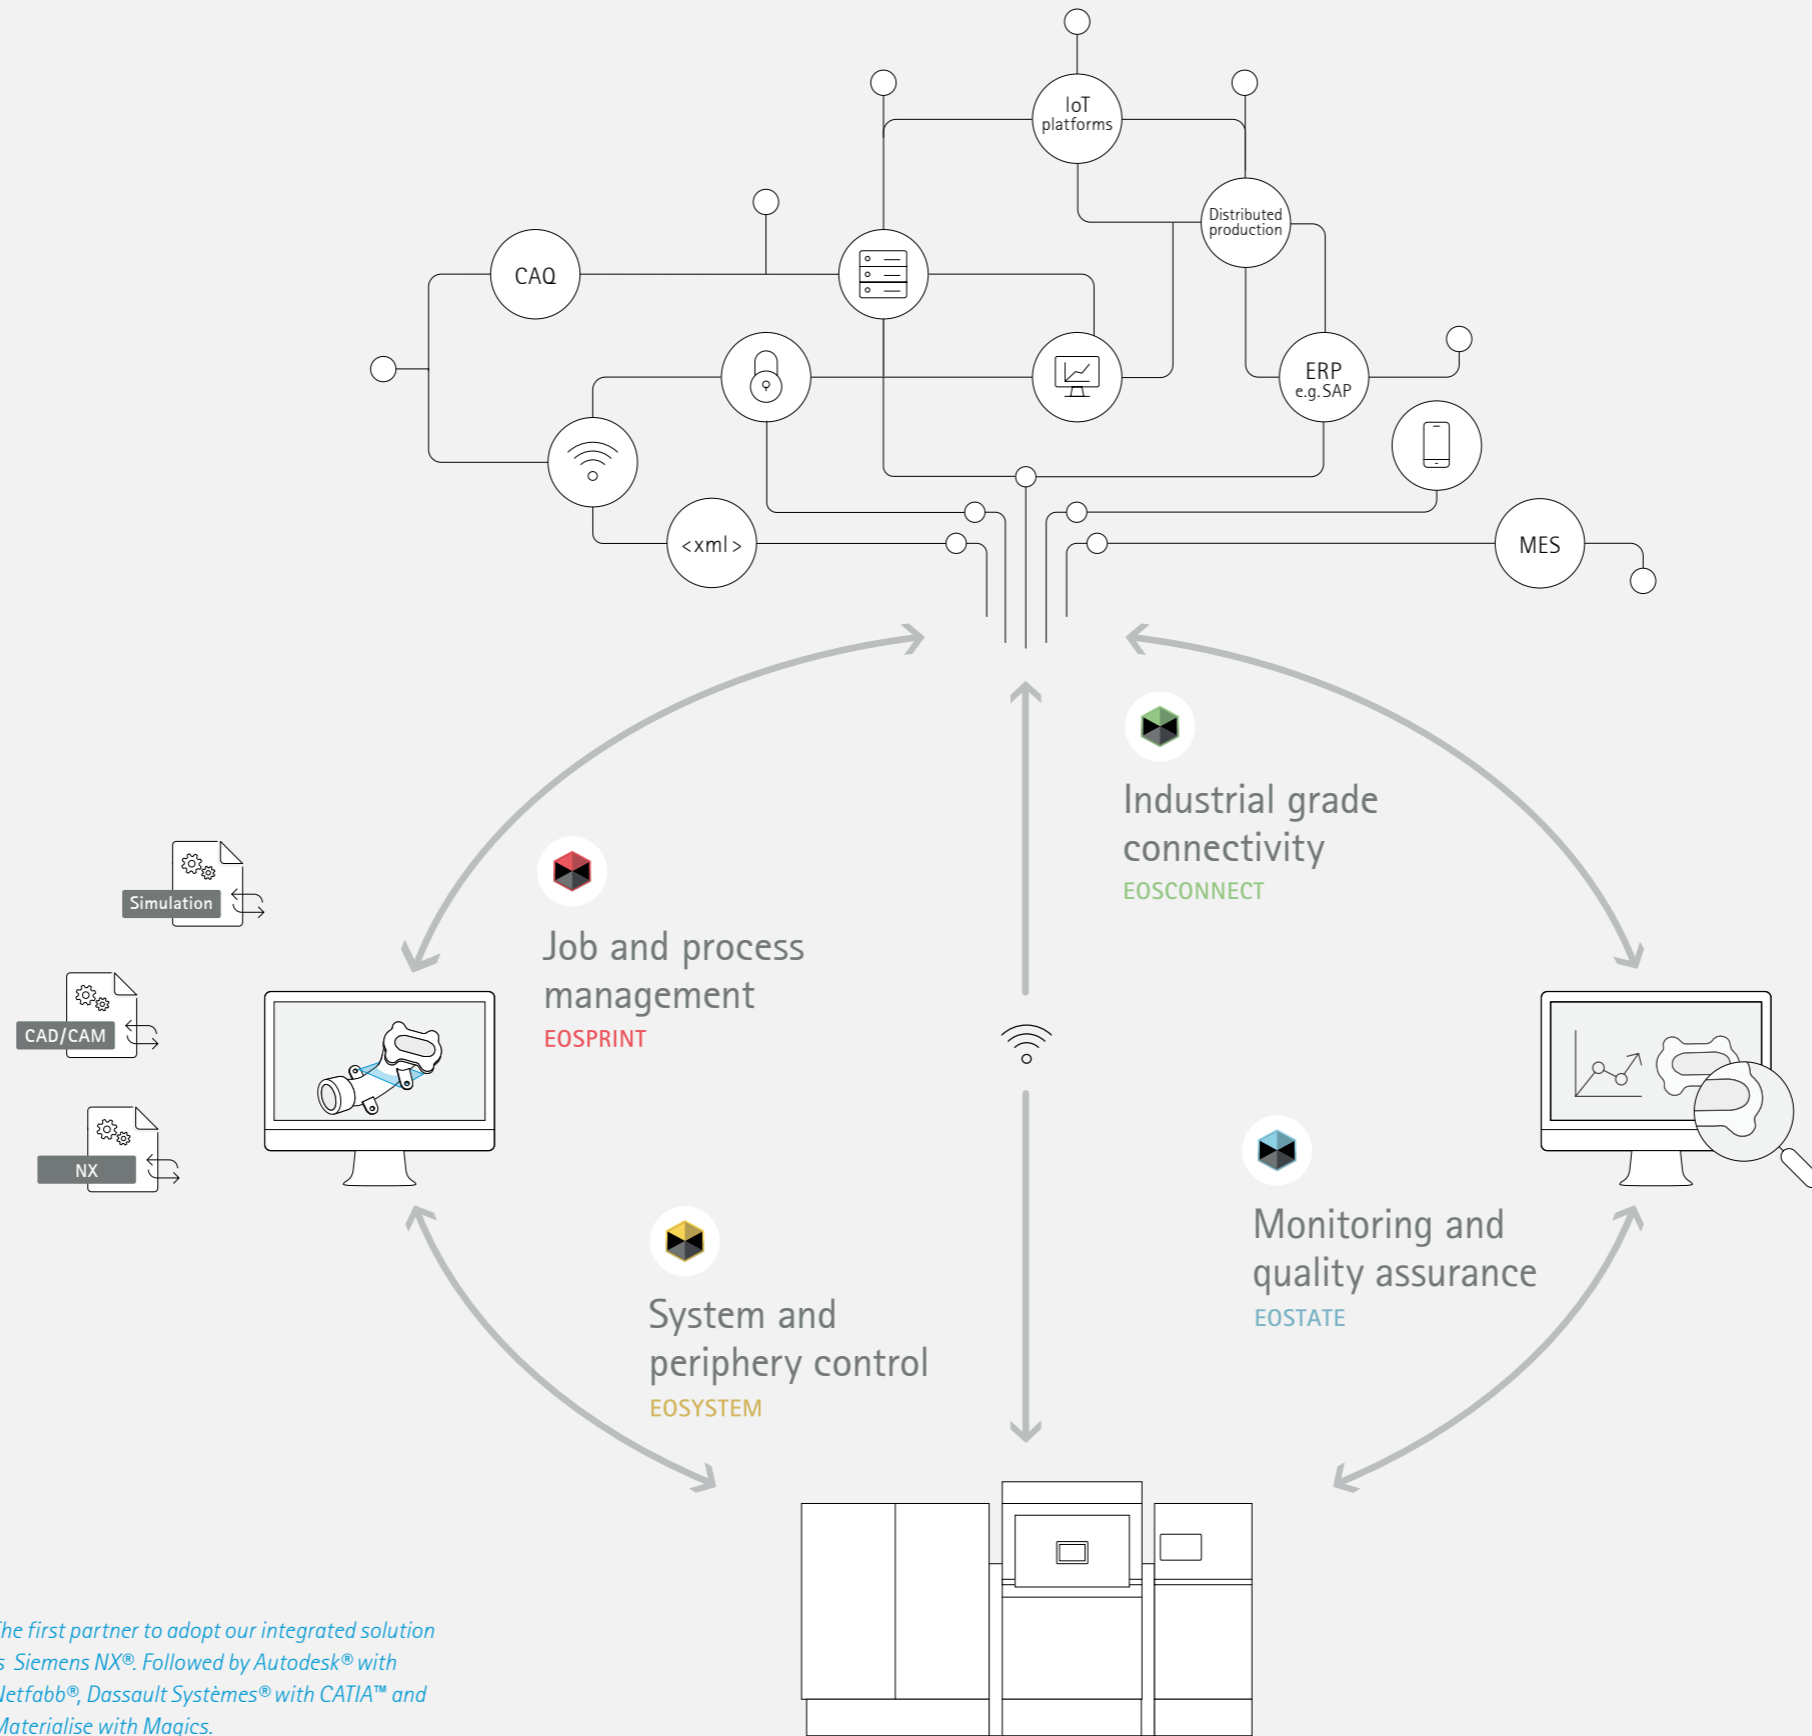 IoT
platforms
Distributed
production
CAQ
ERP
e.g. SAP
<xml>
MES
Industrial grade
connectivity
EOSCONNECT
Simulation
Job and process
management
EOSPRINT
CAD/CAM
NX
Monitoring and
quality assurance
EOSTATE
System and
periphery control
EOSYSTEM
he first partner to adopt our integrated solution
s Siemens NX®. Followed by Autodesk® with
Netfabb®, Dassault Systèmes® with CATIA™ and
Materialise with Magics.